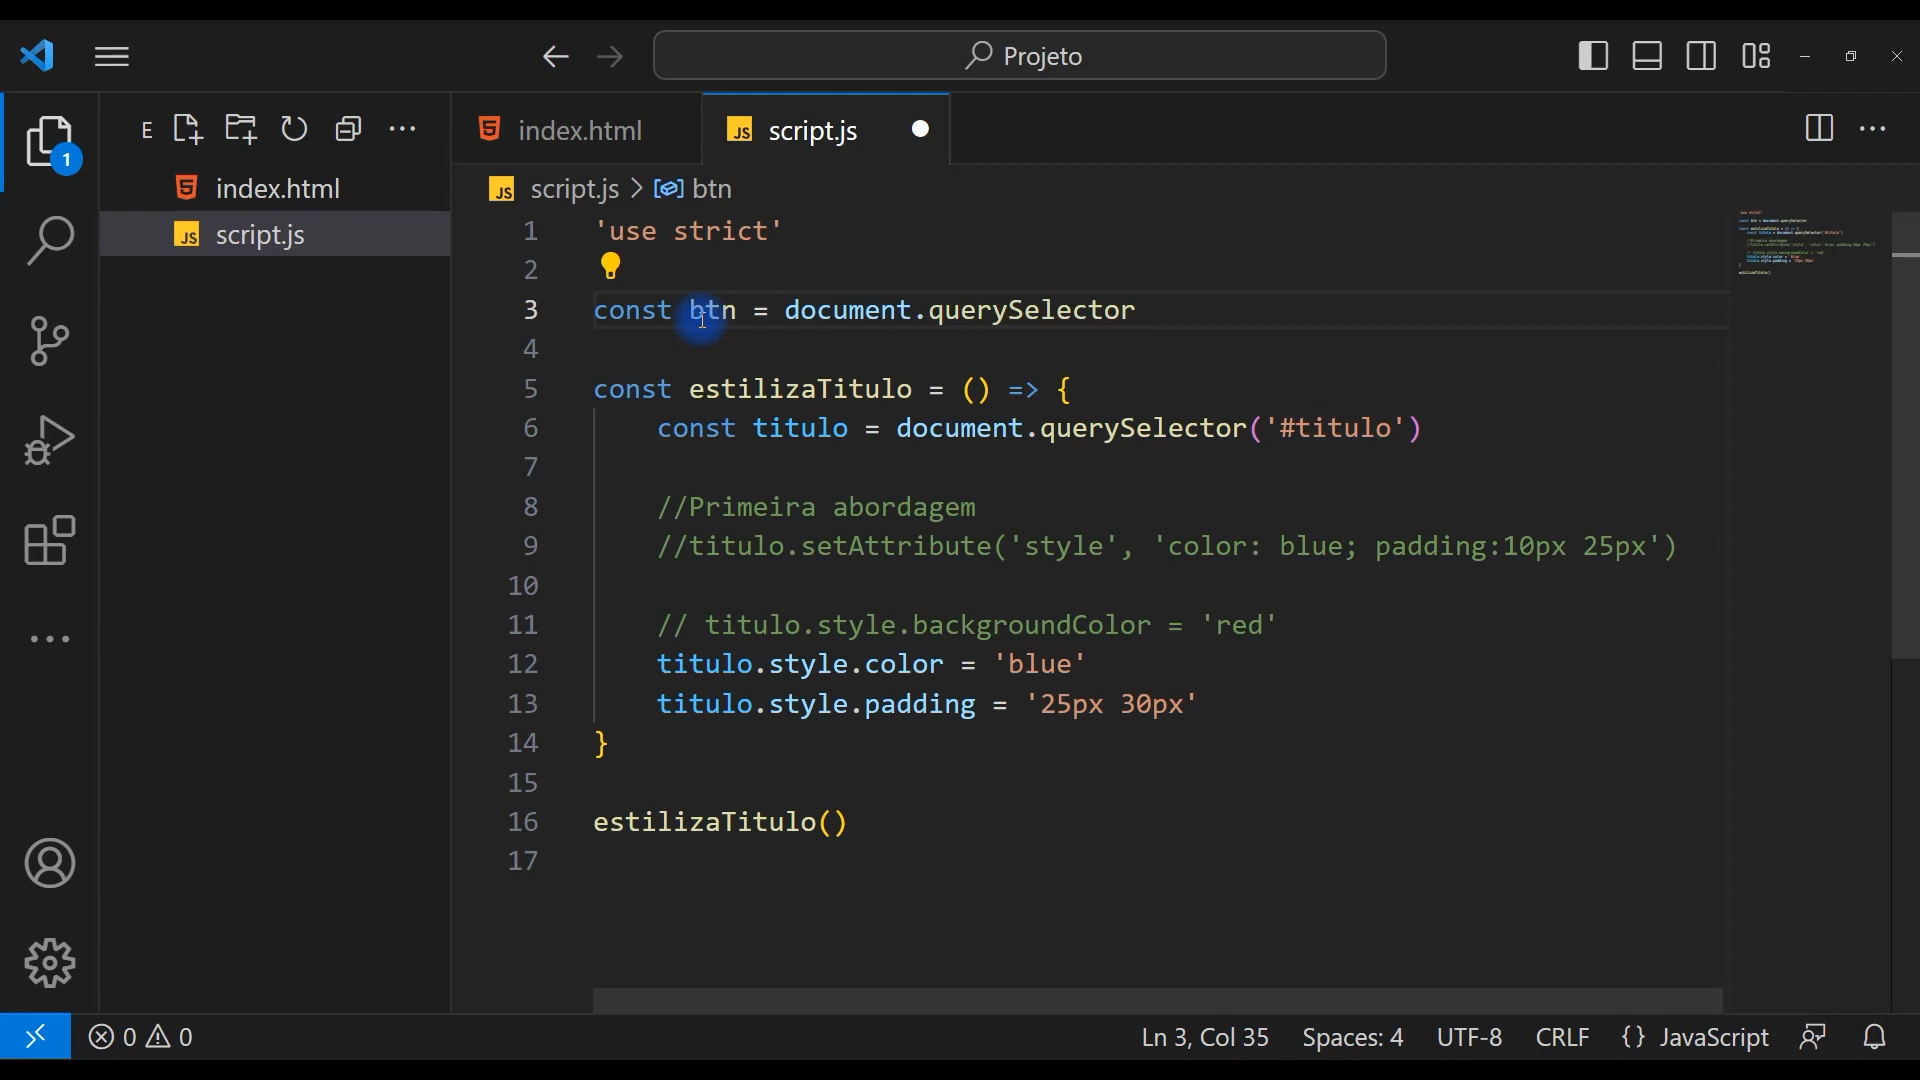 Projeto
E
index.html
script.js
1
index.html
JS script.js
JS script.js > btn
1 'use strict'
2
3 const btn = document.querySelector
4
5 const estilizaTitulo = () => {
6 const titulo = document.querySelector('#titulo')
7
8 //Primeira abordagem
9 //titulo.setAttribute('style', 'color: blue; padding:10px 25px')
10
11 // titulo.style.backgroundColor = 'red'
12 titulo.style.color = 'blue'
13 titulo.style.padding = '25px 30px'
14 }
15
16 estilizaTitulo()
17
0 0
Ln 3, Col 35 Spaces: 4 UTF-8 CRLF {} JavaScript